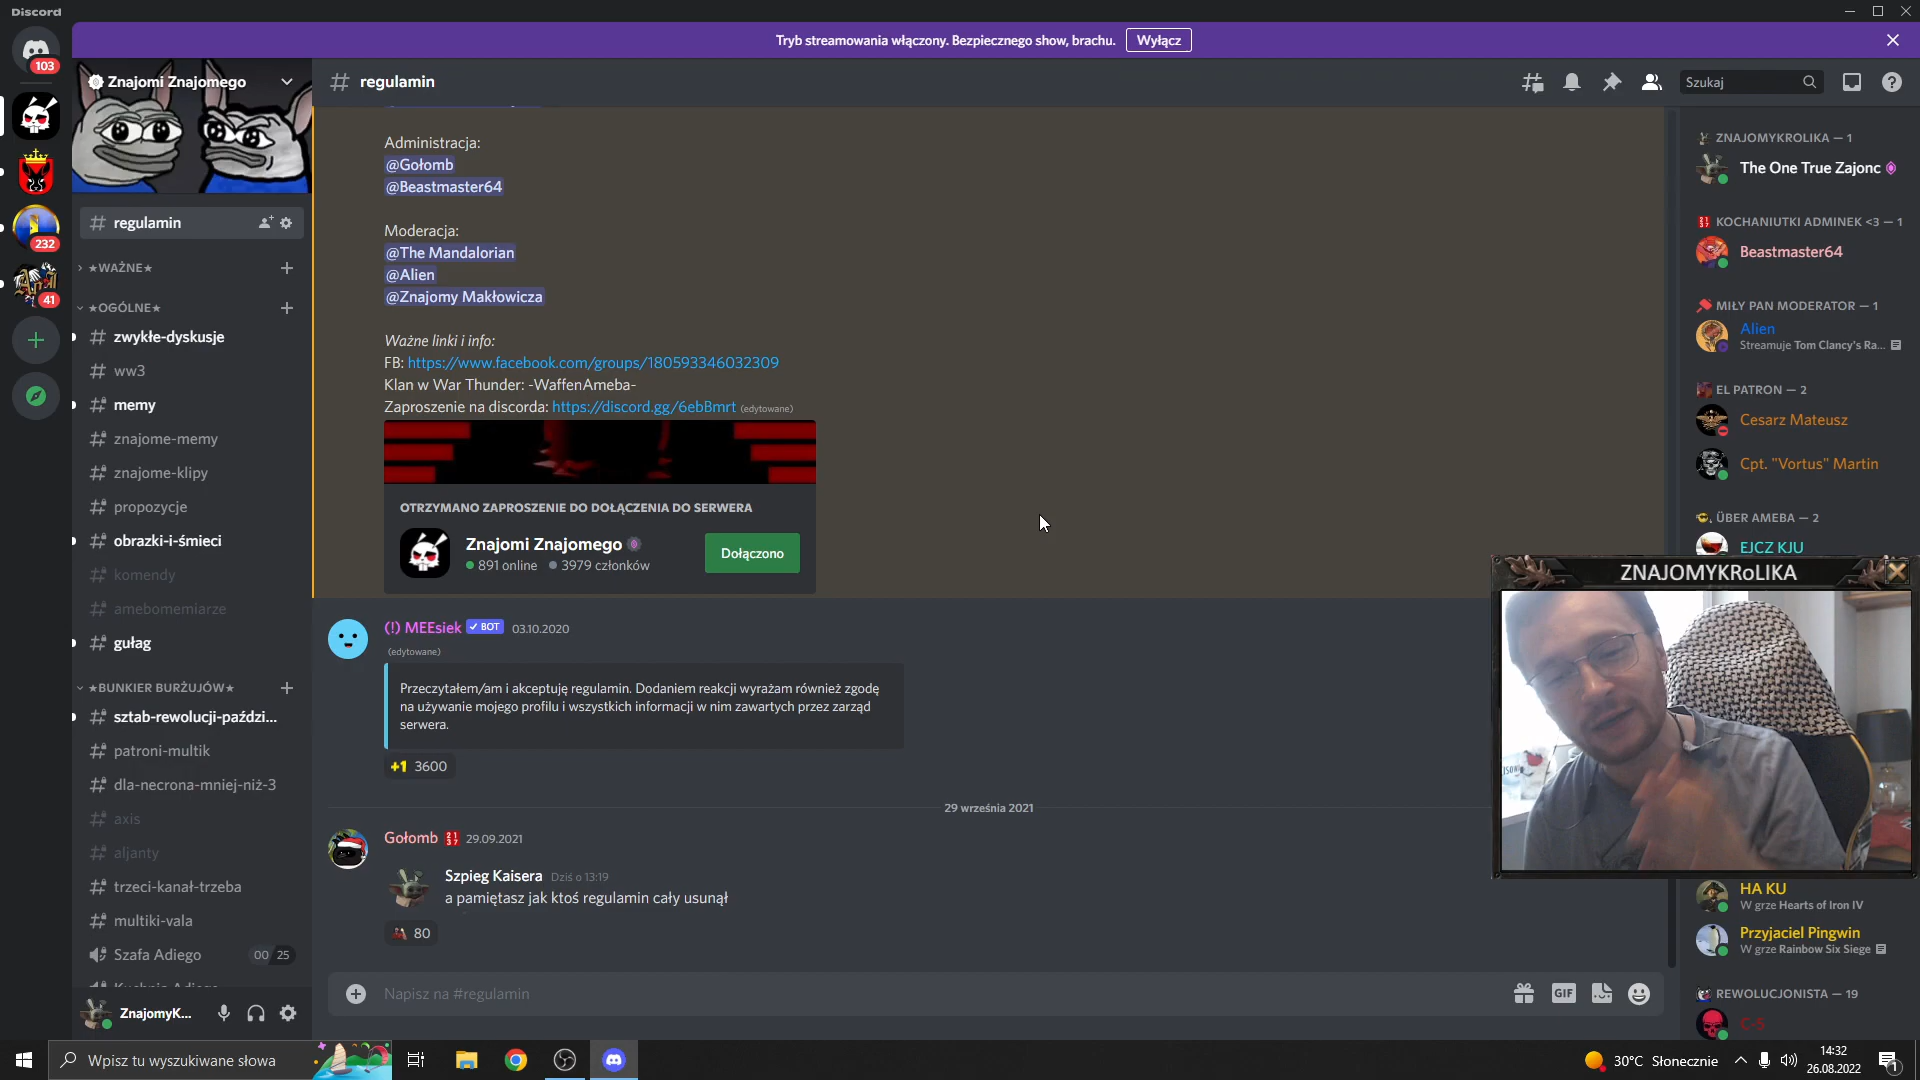 Discord
Tryb streamowania włączony. Bezpiecznego show, brachu. Wyłącz
103
232
41
Znajomi Znajomego
regulamin
★WAŻNE★
★OGÓLNE★
zwykłe-dyskusje
ww3
memy
znajome-memy
znajome-klipy
propozycje
obrazki-i-śmieci
komendy
amebomemiarze
gułag
★BUNKIER BURŻUJÓW★
sztab-rewolucji-paździ...
patroni-multik
dla-necrona-mniej-niż-3
axis
aljanty
trzeci-kanał-trzeba
multiki-vala
Szafa Adiego 00 25
Kuchnia Adiego
ZnajomyK...
# regulamin
Szukaj
Administracja:
@Gołomb
@Beastmaster64
Moderacja:
@The Mandalorian
@Alien
@Znajomy Makłowicza
Ważne linki i info:
FB: https://www.facebook.com/groups/180593346032309
Klan w War Thunder: -WaffenAmeba-
Zaproszenie na discorda: https://discord.gg/6ebBmrt (edytowane)
OTRZYMANO ZAPROSZENIE DO DOŁĄCZENIA DO SERWERA
Znajomi Znajomego
891 online 3979 członków
Dołączono
(!) MEEsiek ✓ BOT 03.10.2020
(edytowane)
Przeczytałem/am i akceptuję regulamin. Dodaniem reakcji wyrażam również zgodę
na używanie mojego profilu i wszystkich informacji w nim zawartych przez zarząd
serwera.
+1 3600
29 września 2021
Gołomb 21 37 29.09.2021
Szpieg Kaisera Dziś o 13:19
a pamiętasz jak ktoś regulamin cały usunął
80
Napisz na #regulamin
GIF
ZNAJOMYKROLIKA — 1
The One True Zajonc
KOCHANIUTKI ADMINEK <3 — 1
Beastmaster64
MIŁY PAN MODERATOR — 1
Alien
Streamuje Tom Clancy's Ra...
EL PATRON — 2
Cesarz Mateusz
Cpt. "Vortus" Martin
ÜBER AMEBA — 2
EJCZ KJU
ZNAJOMYKRoLIKA
HA KU
W grze Hearts of Iron IV
Przyjaciel Pingwin
W grze Rainbow Six Siege
REWOLUCJONISTA — 19
C-5
Wpisz tu wyszukiwane słowa
30°C Słonecznie
14:32
26.08.2022
1